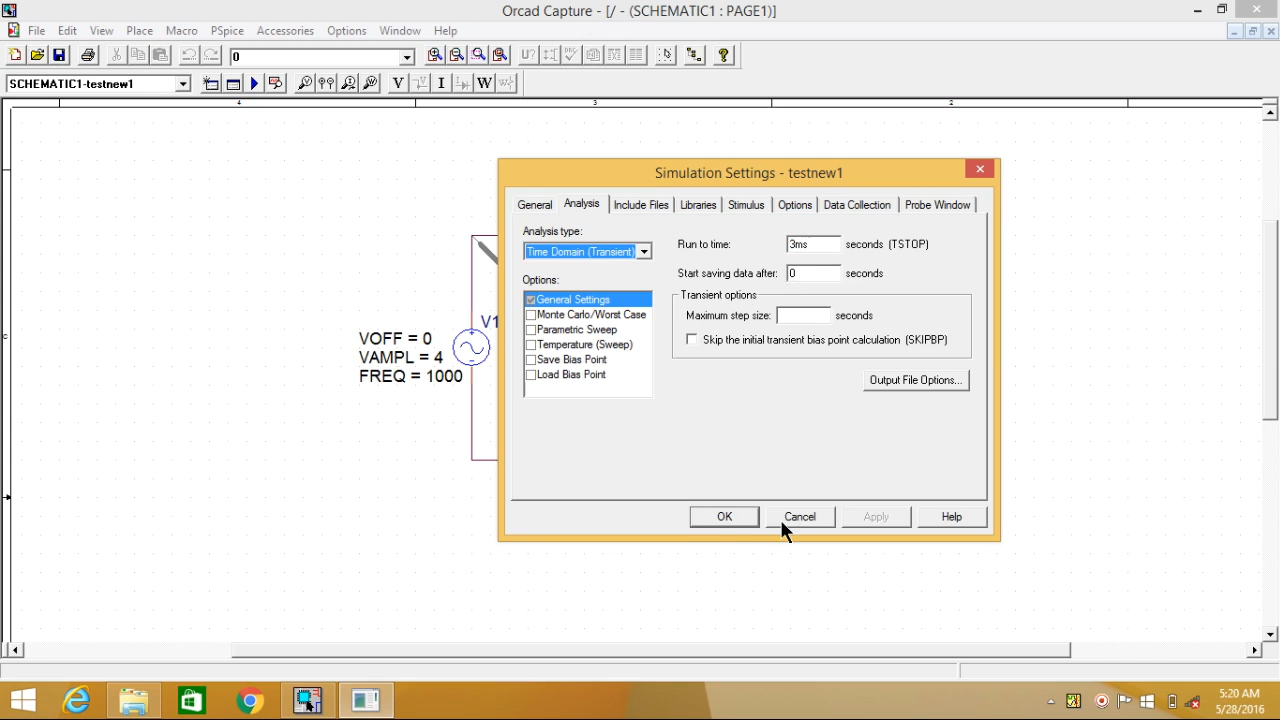 Orcad Capture - [/ - (SCHEMATIC1 : PAGE1)]
File Edit View Place Macro PSpice Accessories Options Window Help
0
U?
SCHEMATIC1-testnew1
V I W
4 3 2
Simulation Settings - testnew1
General Analysis Include Files Libraries Stimulus Options Data Collection Probe Window
Analysis type:
Time Domain (Transient)
Run to time: 3ms seconds (TSTOP)
Start saving data after: 0 seconds
Options:
General Settings
Monte Carlo/Worst Case
Parametric Sweep
Temperature (Sweep)
Save Bias Point
Load Bias Point
Transient options
Maximum step size: seconds
Skip the initial transient bias point calculation (SKIPBP)
Output File Options...
OK Cancel Apply Help
V1
VOFF = 0
VAMPL = 4
FREQ = 1000
C
5:20 AM
5/28/2016